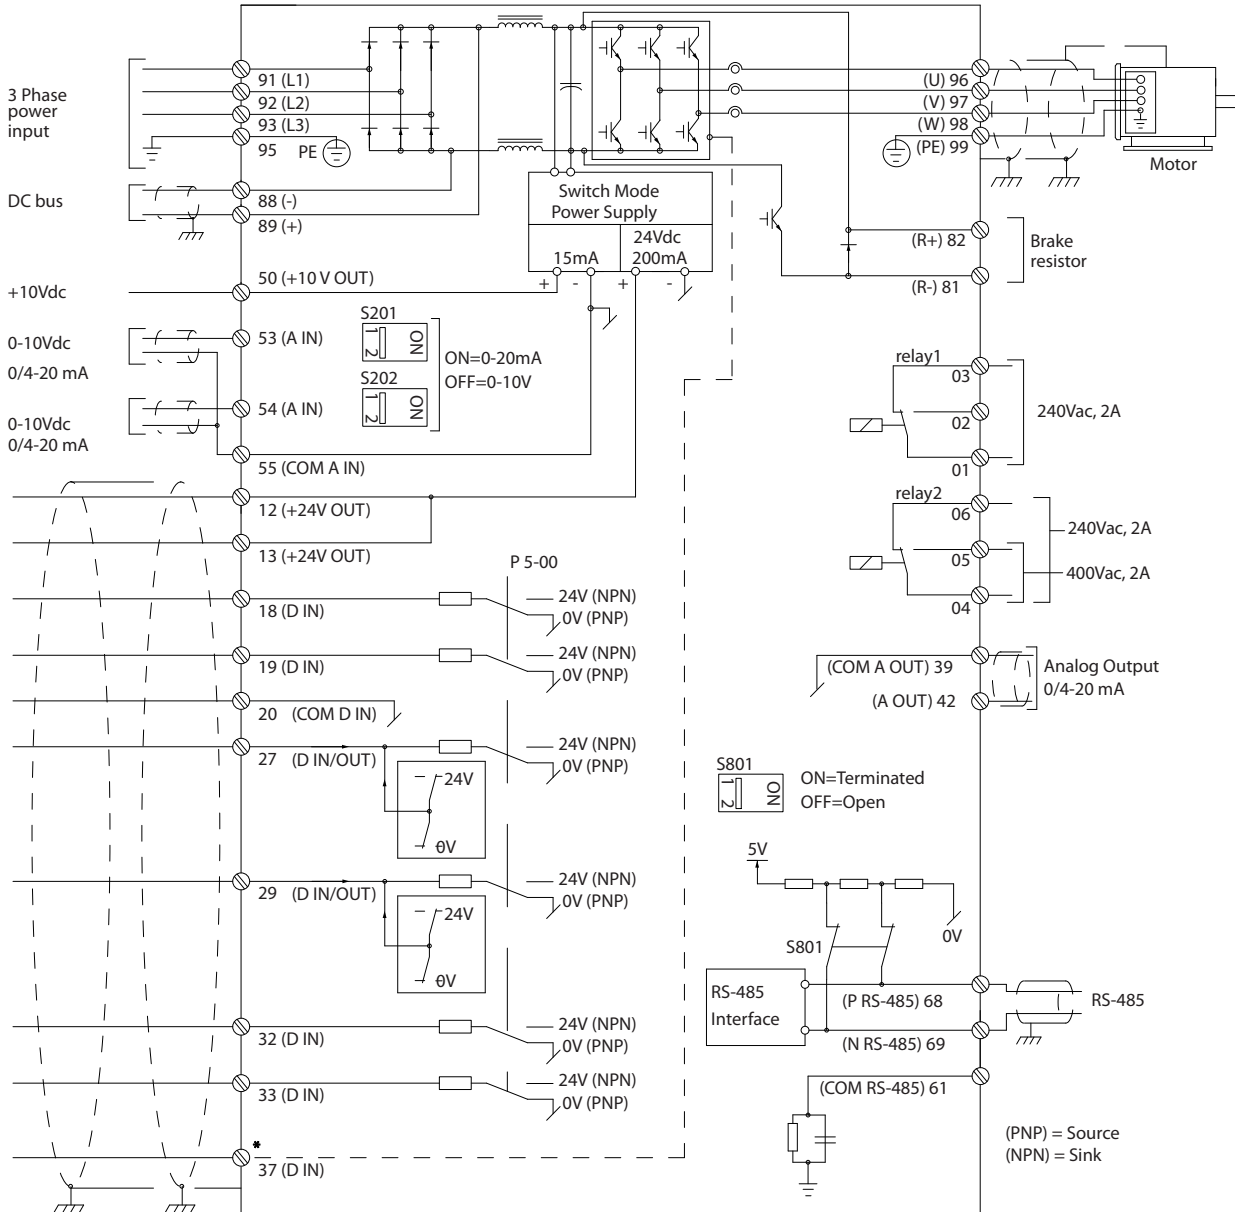 3 Phase
power
input
91 (L1)
92 (L2)
93 (L3)
95 PE
DC bus
88 (-)
89 (+)
+10Vdc
50 (+10 V OUT)
0-10Vdc
0/4-20 mA
53 (A IN)
0-10Vdc
0/4-20 mA
54 (A IN)
55 (COM A IN)
12 (+24V OUT)
13 (+24V OUT)
18 (D IN)
19 (D IN)
20 (COM D IN)
27 (D IN/OUT)
24V
0V
29 (D IN/OUT)
24V
0V
32 (D IN)
33 (D IN)
*
37 (D IN)
S201
1 2 ON
S202
1 2 ON
ON=0-20mA
OFF=0-10V
Switch Mode
Power Supply
24Vdc
15mA 200mA
+ - + -
P 5-00
24V (NPN)
0V (PNP)
24V (NPN)
0V (PNP)
24V (NPN)
0V (PNP)
24V (NPN)
0V (PNP)
24V (NPN)
0V (PNP)
24V (NPN)
0V (PNP)
(U) 96
(V) 97
(W) 98
(PE) 99
Motor
(R+) 82
(R-) 81
Brake
resistor
relay1
03
02
01
240Vac, 2A
relay2
06
05
04
240Vac, 2A
400Vac, 2A
(COM A OUT) 39
(A OUT) 42
Analog Output
0/4-20 mA
S801
1 2 ON
ON=Terminated
OFF=Open
5V
0V
S801
RS-485
Interface
(P RS-485) 68
(N RS-485) 69
RS-485
(COM RS-485) 61
(PNP) = Source
(NPN) = Sink